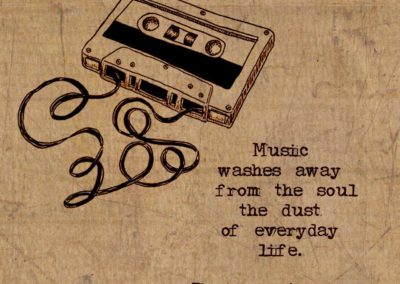 Music
washes away
from the soul
the dust
of everyday
life.